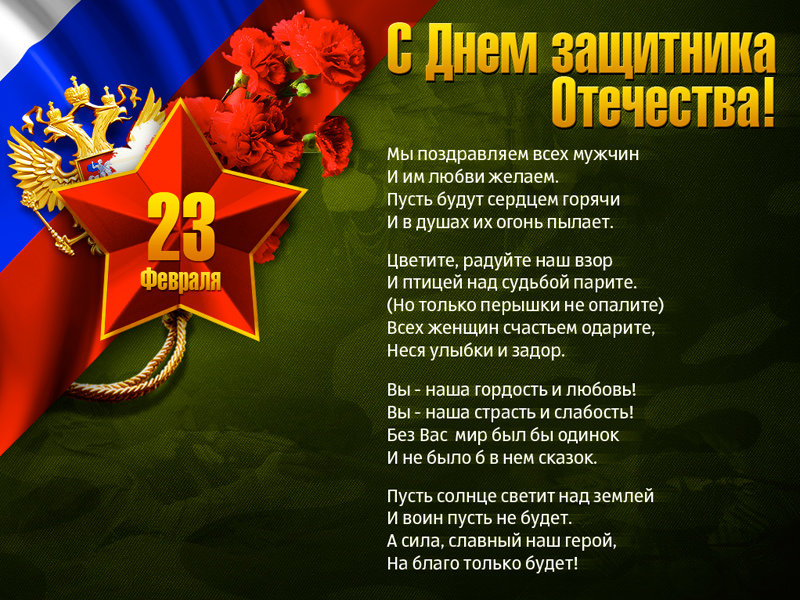 С Днем защитника
Отечества!
23
Февраля
Мы поздравляем всех мужчин
И им любви желаем.
Пусть будут сердцем горячи
И в душах их огонь пылает.
Цветите, радуйте наш взор
И птицей над судьбой парите.
(Но только перышки не опалите)
Всех женщин счастьем одарите,
Неся улыбки и задор.
Вы - наша гордость и любовь!
Вы - наша страсть и слабость!
Без Вас мир был бы одинок
И не было б в нем сказок.
Пусть солнце светит над землей
И воин пусть не будет.
А сила, славный наш герой,
На благо только будет!